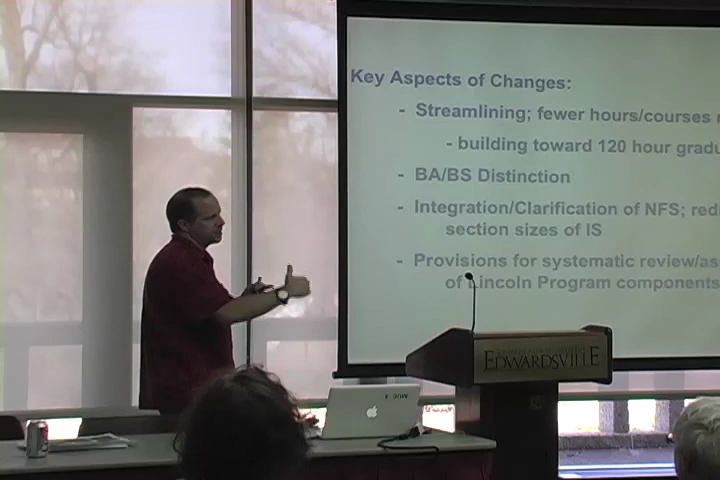 Key Aspects of Changes:
- Streamlining; fewer hours/courses
- building toward 120 hour
- BA/BS Distinction
- Integration/Clarification of NFS;
section sizes of IS
- Provisions for systematic
of Lincoln Program components
EDWARDSVILLE